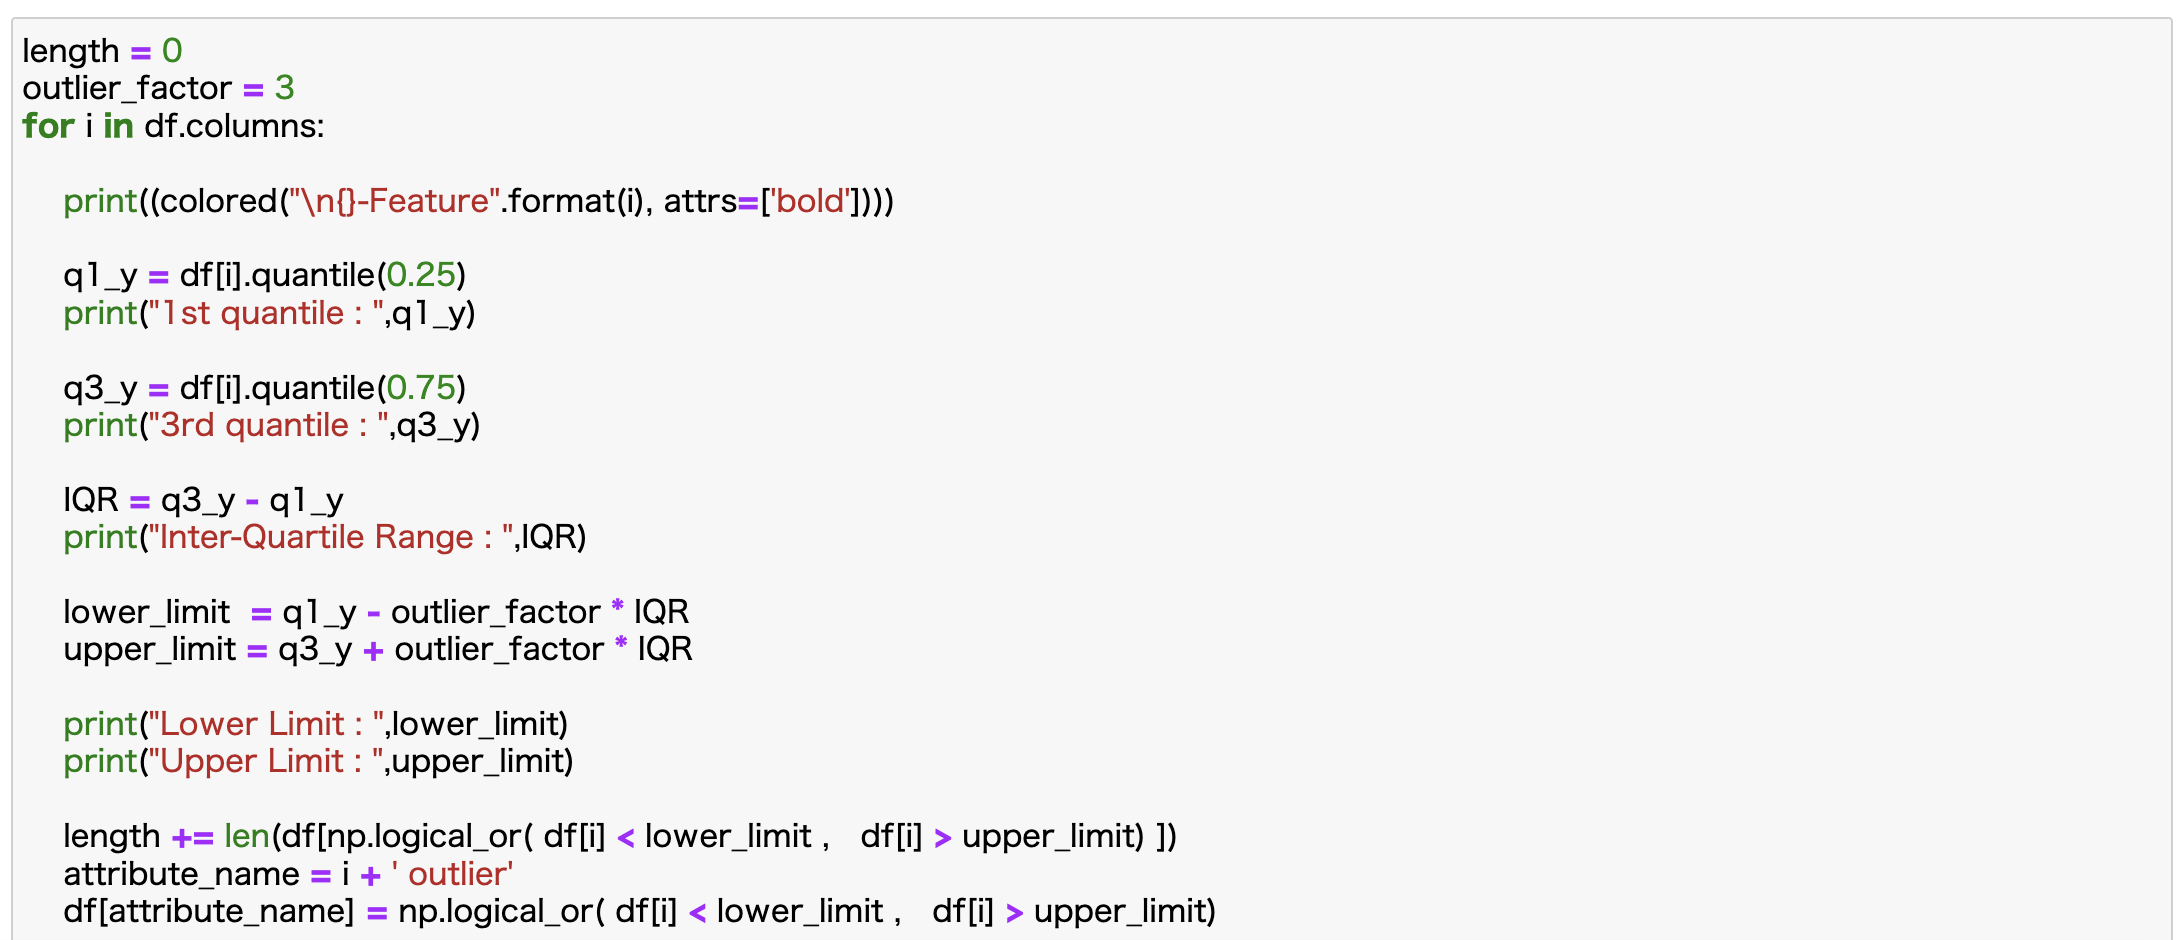 length = 0
outlier_factor = 3
for i in df.columns:
print((colored("\n{}-Feature".format(i), attrs=['bold'])))
q1_y = df[i].quantile(0.25)
print("1st quantile : ",q1_y)
q3_y = df[i].quantile(0.75)
print("3rd quantile : ",q3_y)
IQR = q3_y - q1_y
print("Inter-Quartile Range : ",IQR)
lower_limit  = q1_y - outlier_factor * IQR
upper_limit = q3_y + outlier_factor * IQR
print("Lower Limit : ",lower_limit)
print("Upper Limit : ",upper_limit)
length += len(df[np.logical_or( df[i] < lower_limit ,   df[i] > upper_limit) ])
attribute_name = i + ' outlier'
df[attribute_name] = np.logical_or( df[i] < lower_limit ,   df[i] > upper_limit)